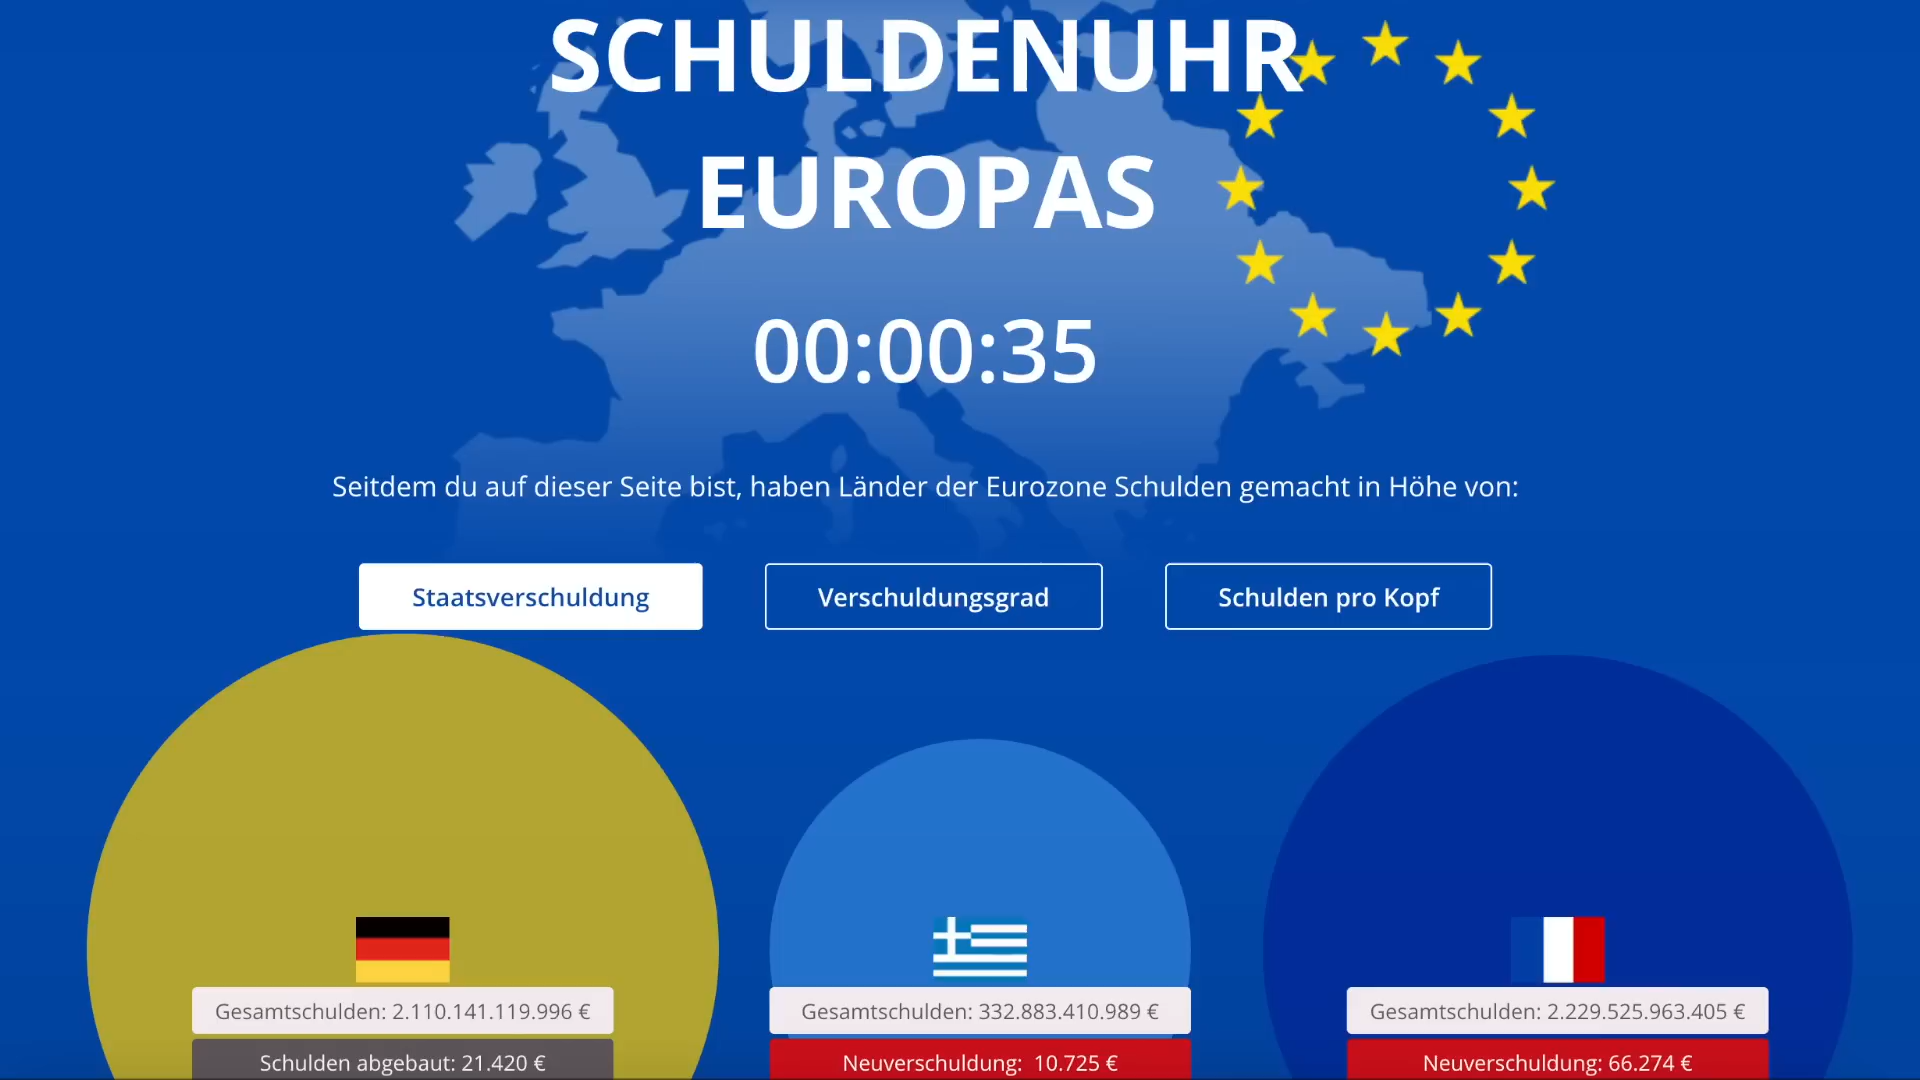 SCHULDENUHR
EUROPAS
00:00:35
Seitdem du auf dieser Seite bist, haben Länder der Eurozone Schulden gemacht in Höhe von:
Staatsverschuldung
Verschuldungsgrad
Schulden pro Kopf
Gesamtschulden: 2.110.141.119.996 €
Gesamtschulden: 332.883.410.989 €
Gesamtschulden: 2.229.525.963.405 €
Schulden abgebaut: 21.420 €
Neuverschuldung: 10.725 €
Neuverschuldung: 66.274 €